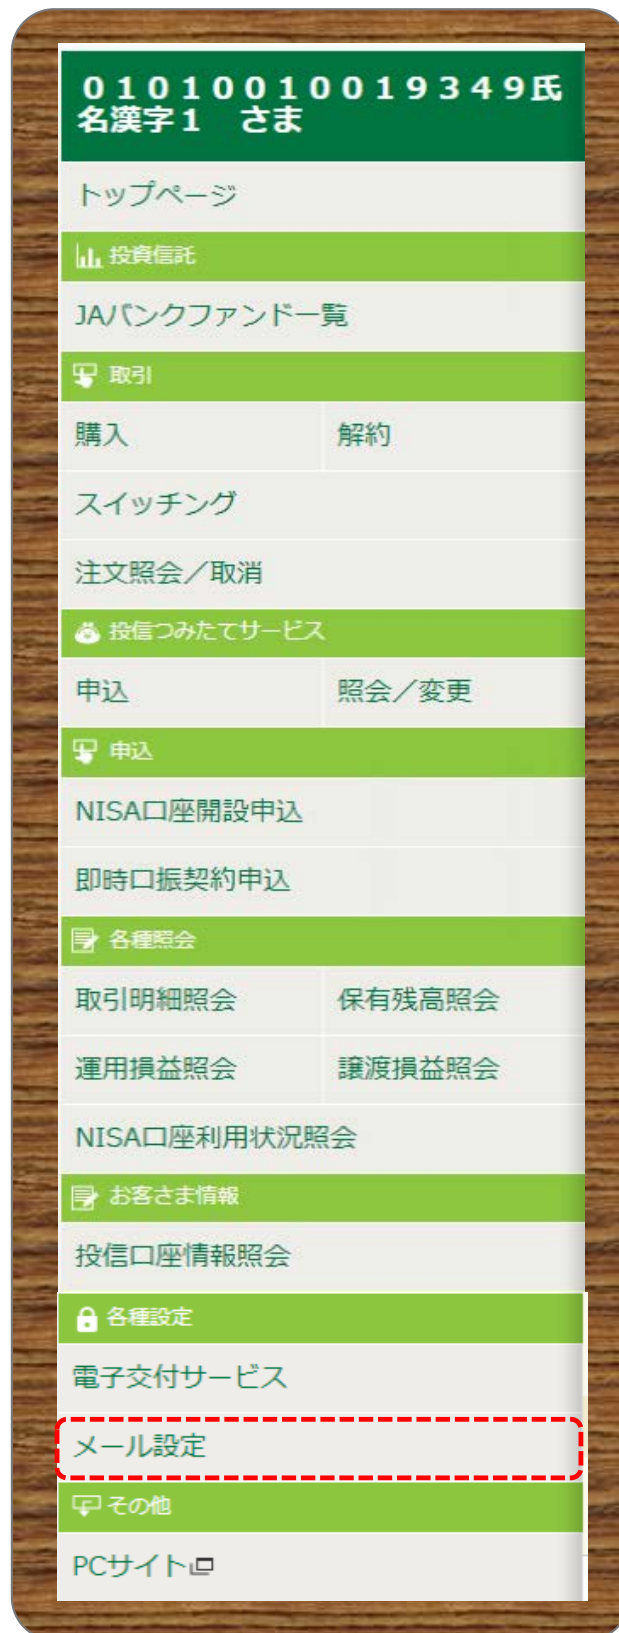 ０１０１００１００１９３４９氏
名漢字１　さま
トップページ
投資信託
JAバンクファンド一覧
取引
購入　解約
スイッチング
注文照会／取消
投信つみたてサービス
申込　照会／変更
申込
NISA口座開設申込
即時口振契約申込
各種照会
取引明細照会　保有残高照会
運用損益照会　譲渡損益照会
NISA口座利用状況照会
お客さま情報
投信口座情報照会
各種設定
電子交付サービス
メール設定
その他
PCサイト